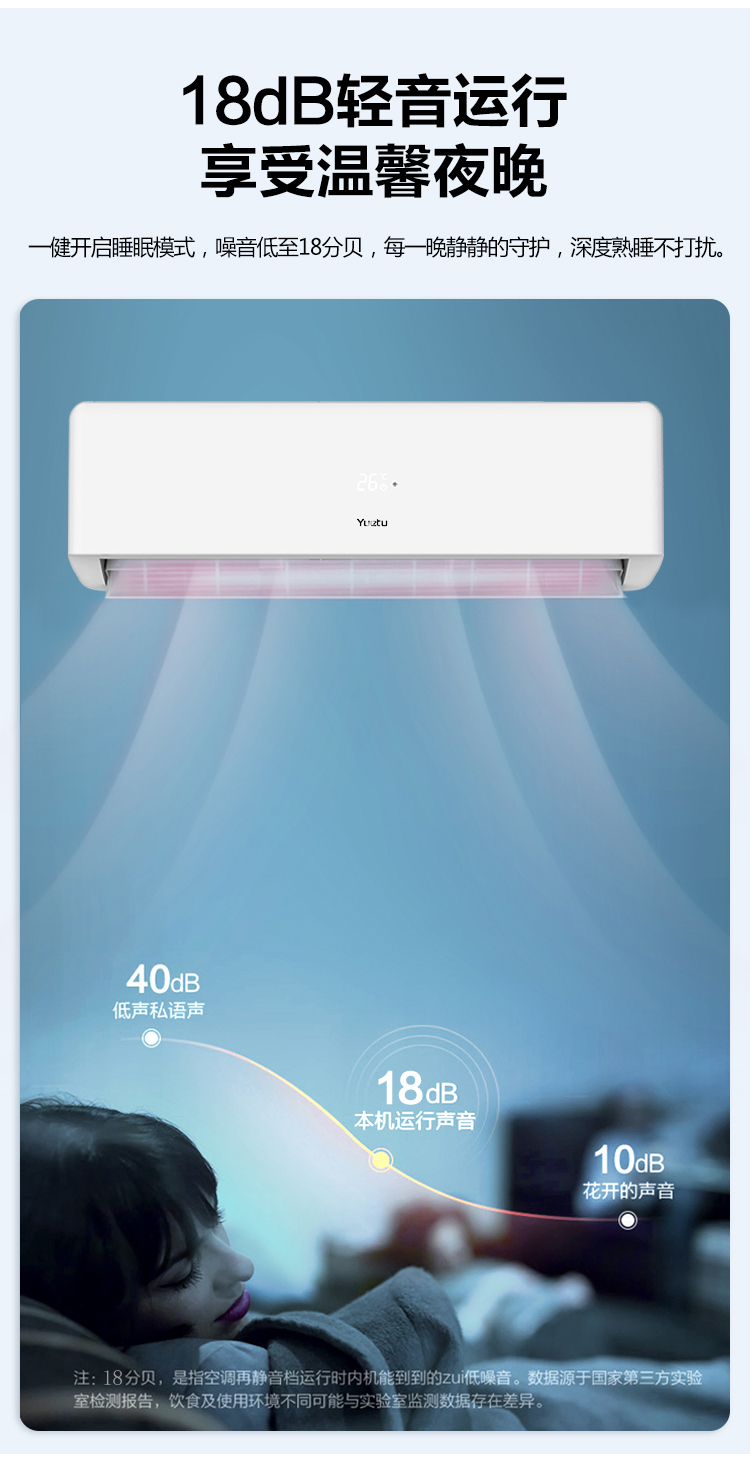 18dB轻音运行
享受温馨夜晚
一健开启睡眠模式，噪音低至18分贝，每一晚静静的守护，深度熟睡不打扰。
26℃
Yuztu
40dB
低声私语声
18dB
本机运行声音
10dB
花开的声音
注：18分贝，是指空调再静音档运行时内机能到到的zui低噪音。数据源于国家第三方实验
室检测报告，饮食及使用环境不同可能与实验室监测数据存在差异。